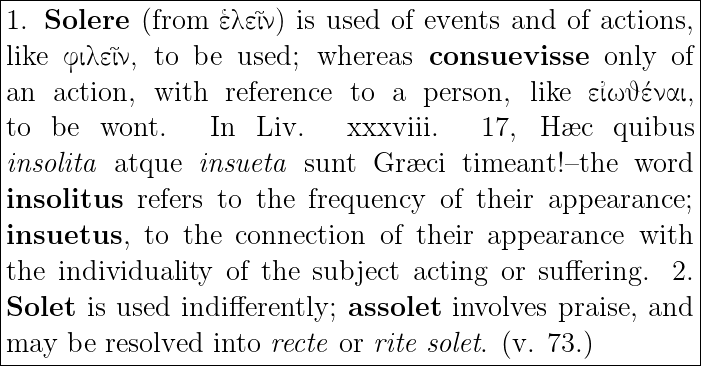 1. Solere (from ἑλεῖν) is used of events and of actions,
like φιλεῖν, to be used; whereas consuevisse only of
an action, with reference to a person, like εἰωθέναι,
to be wont. In Liv. xxxviii. 17, Hæc quibus
insolita atque insueta sunt Græci timeant!–the word
insolitus refers to the frequency of their appearance;
insuetus, to the connection of their appearance with
the individuality of the subject acting or suffering. 2.
Solet is used indifferently; assolet involves praise, and
may be resolved into recte or rite solet. (v. 73.)